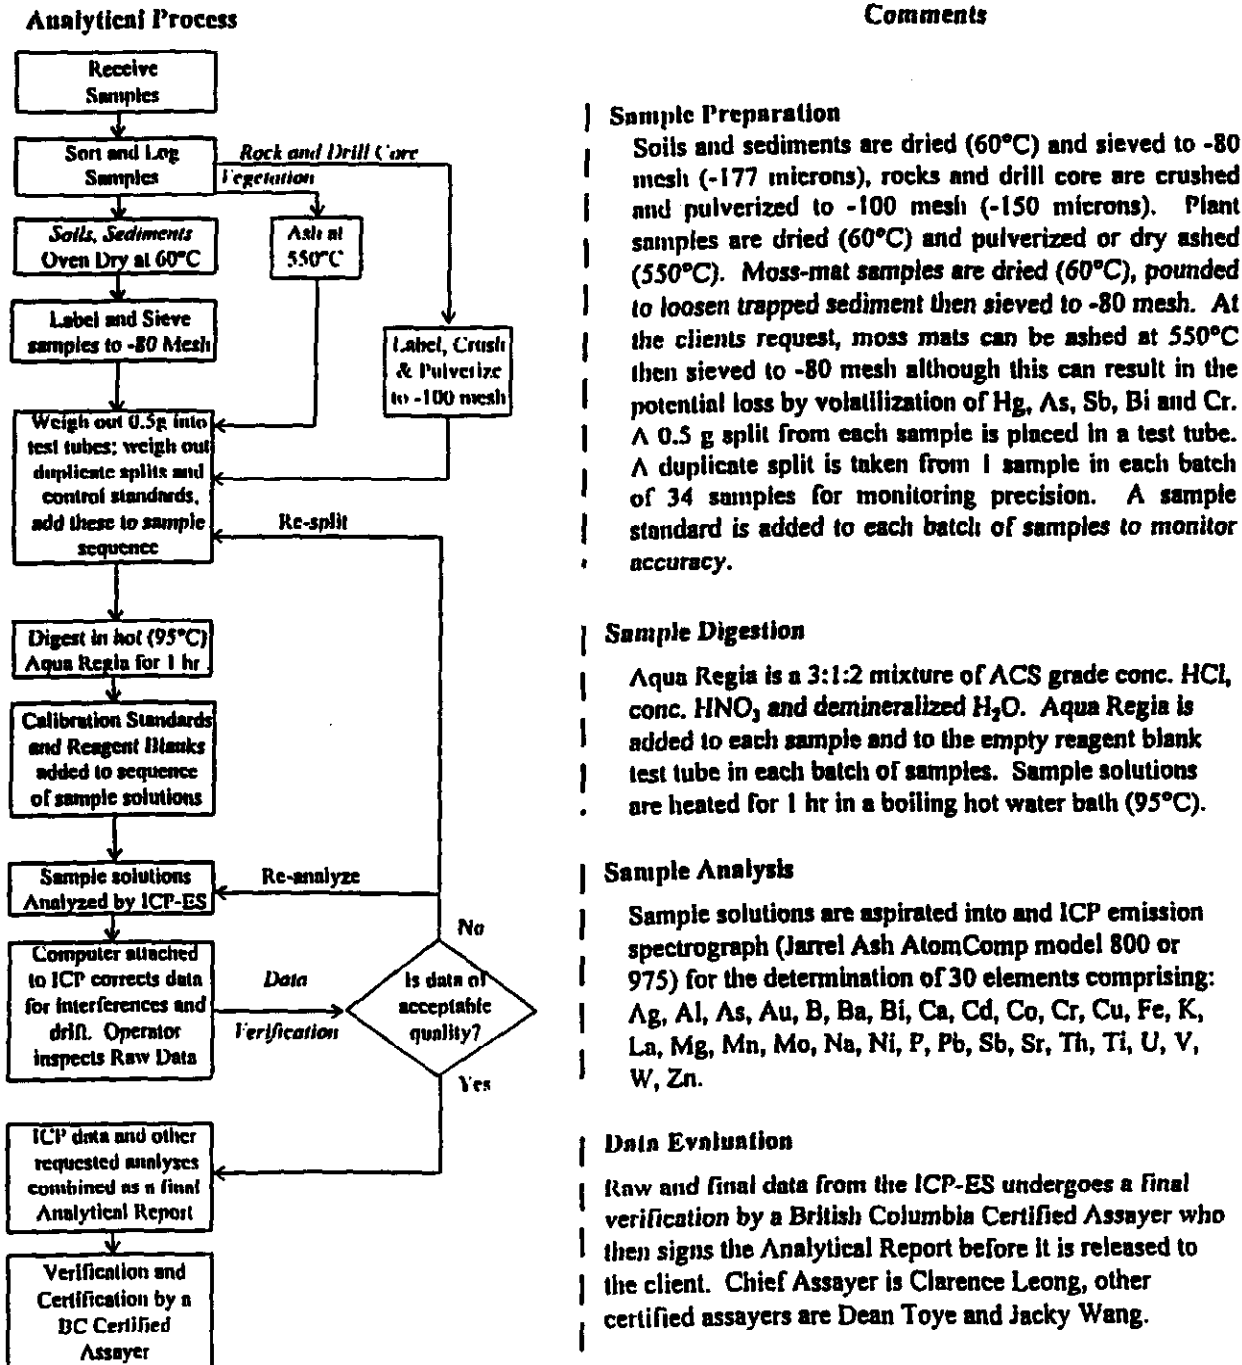 Analytical Process
Receive
Samples
Sort and Log
Samples
Rock and Drill Core
Vegetation
Soils, Sediments
Oven Dry at 60°C
Ash at
550°C
Label and Sieve
samples to -80 Mesh
Label, Crush
& Pulverize
to -100 mesh
Weigh out 0.5g into
test tubes; weigh out
duplicate splits and
control standards,
add these to sample
sequence
Re-split
Digest in hot (95°C)
Aqua Regia for 1 hr
Calibration Standards
and Reagent Blanks
added to sequence
of sample solutions
Sample solutions
Analyzed by ICP-ES
Re-analyze
No
Computer attached
to ICP corrects data
for interferences and
drift. Operator
inspects Raw Data
Data
Verification
Is data of
acceptable
quality?
Yes
ICP data and other
requested analyses
combined as a final
Analytical Report
Verification and
Certification by a
BC Certified
Assayer
Comments
Sample Preparation
Soils and sediments are dried (60°C) and sieved to -80
mesh (-177 microns), rocks and drill core are crushed
and pulverized to -100 mesh (-150 microns). Plant
samples are dried (60°C) and pulverized or dry ashed
(550°C). Moss-mat samples are dried (60°C), pounded
to loosen trapped sediment then sieved to -80 mesh. At
the clients request, moss mats can be ashed at 550°C
then sieved to -80 mesh although this can result in the
potential loss by volatilization of Hg, As, Sb, Bi and Cr.
A 0.5 g split from each sample is placed in a test tube.
A duplicate split is taken from 1 sample in each batch
of 34 samples for monitoring precision. A sample
standard is added to each batch of samples to monitor
accuracy.
Sample Digestion
Aqua Regia is a 3:1:2 mixture of ACS grade conc. HCl,
conc. HNO₃ and demineralized H₂O. Aqua Regia is
added to each sample and to the empty reagent blank
test tube in each batch of samples. Sample solutions
are heated for 1 hr in a boiling hot water bath (95°C).
Sample Analysis
Sample solutions are aspirated into and ICP emission
spectrograph (Jarrel Ash AtomComp model 800 or
975) for the determination of 30 elements comprising:
Ag, Al, As, Au, B, Ba, Bi, Ca, Cd, Co, Cr, Cu, Fe, K,
La, Mg, Mn, Mo, Na, Ni, P, Pb, Sb, Sr, Th, Ti, U, V,
W, Zn.
Data Evaluation
Raw and final data from the ICP-ES undergoes a final
verification by a British Columbia Certified Assayer who
then signs the Analytical Report before it is released to
the client. Chief Assayer is Clarence Leong, other
certified assayers are Dean Toye and Jacky Wang.